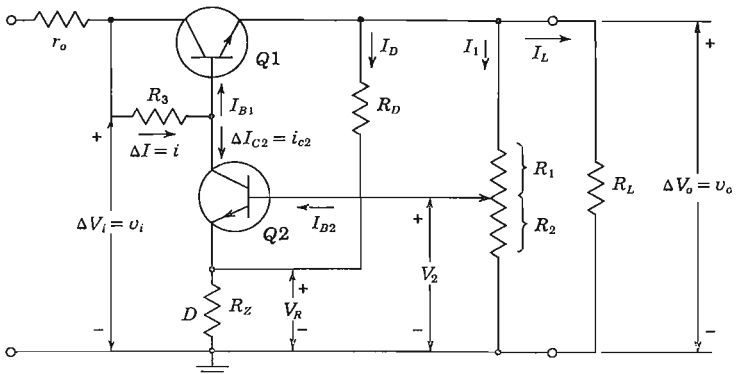 r_o
Q1
I_D
I_1
I_L
+
R_3
I_B1
R_D
+
ΔI = i
ΔI_C2 = i_c2
R_1
R_L
ΔV_o = v_o
ΔV_i = v_i
Q2
I_B2
+
R_2
V_2
D
R_Z
+
V_R
−
−
−
−